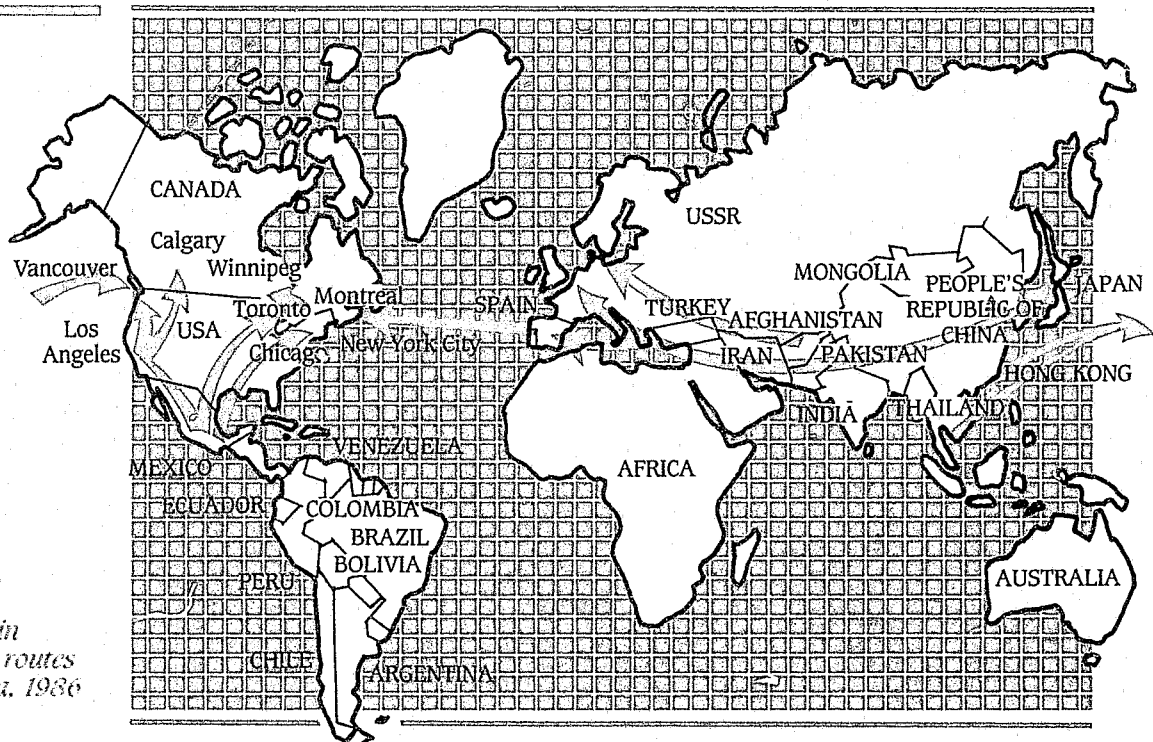 CANADA
USSR
Calgary
Vancouver
Winnipeg
MONGOLIA
PEOPLE'S
REPUBLIC OF
CHINA
JAPAN
SPAIN
TURKEY
Toronto
Montreal
AFGHANISTAN
Los
Angeles
USA
Chicago
New York City
IRAN
PAKISTAN
HONG KONG
INDIA
THAILAND
VENEZUELA
MEXICO
AFRICA
ECUADOR
COLOMBIA
BRAZIL
BOLIVIA
PERU
AUSTRALIA
CHILE
ARGENTINA
in
routes
1986